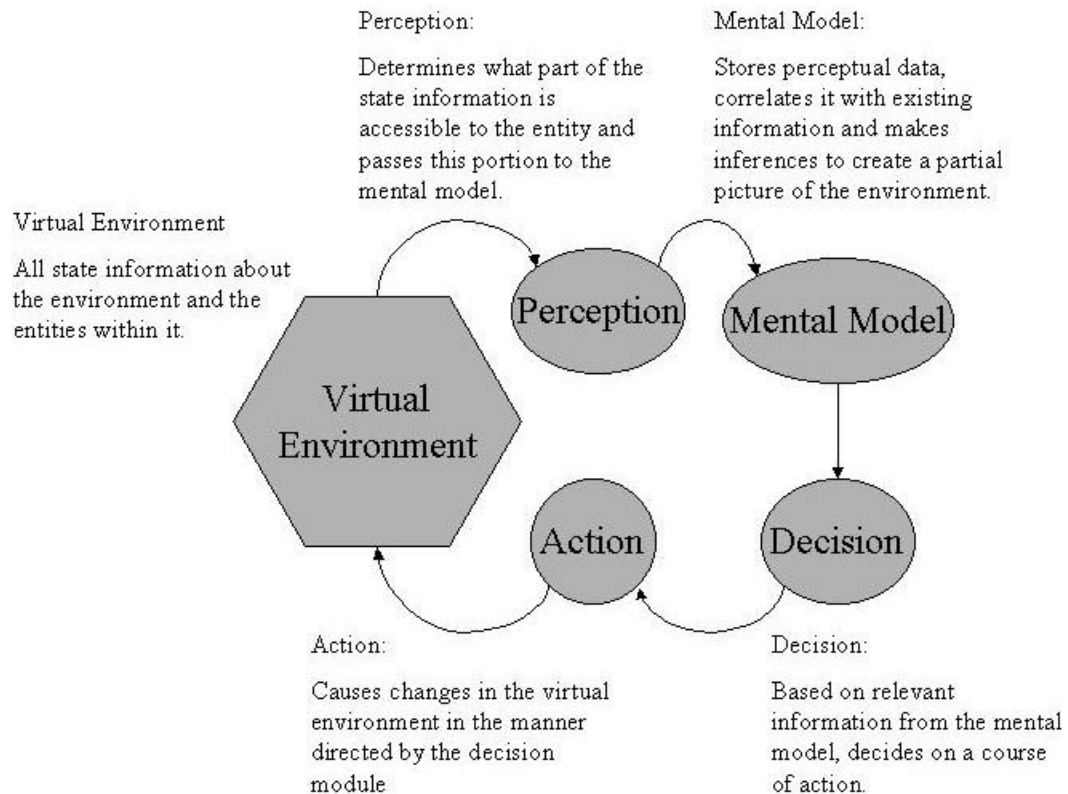 Perception:
Determines what part of the
state information is
accessible to the entity and
passes this portion to the
mental model.
Mental Model:
Stores perceptual data,
correlates it with existing
information and makes
inferences to create a partial
picture of the environment.
Virtual Environment
All state information about
the environment and the
entities within it.
Perception
Mental Model
Virtual
Environment
Action
Decision
Action:
Causes changes in the virtual
environment in the manner
directed by the decision
module
Decision:
Based on relevant
information from the mental
model, decides on a course
of action.